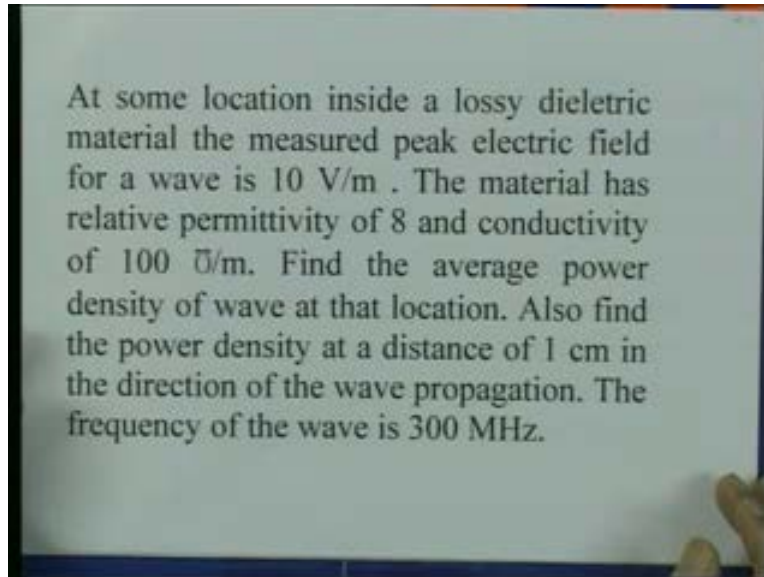 At some location inside a lossy dieletric
material the measured peak electric field
for a wave is 10 V/m . The material has
relative permittivity of 8 and conductivity
of 100 ℧/m. Find the average power
density of wave at that location. Also find
the power density at a distance of 1 cm in
the direction of the wave propagation. The
frequency of the wave is 300 MHz.